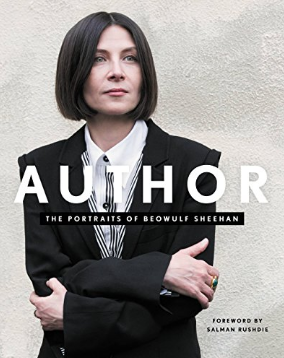 AUTHOR
THE PORTRAITS OF BEOWULF SHEEHAN
FOREWORD BY
SALMAN RUSHDIE